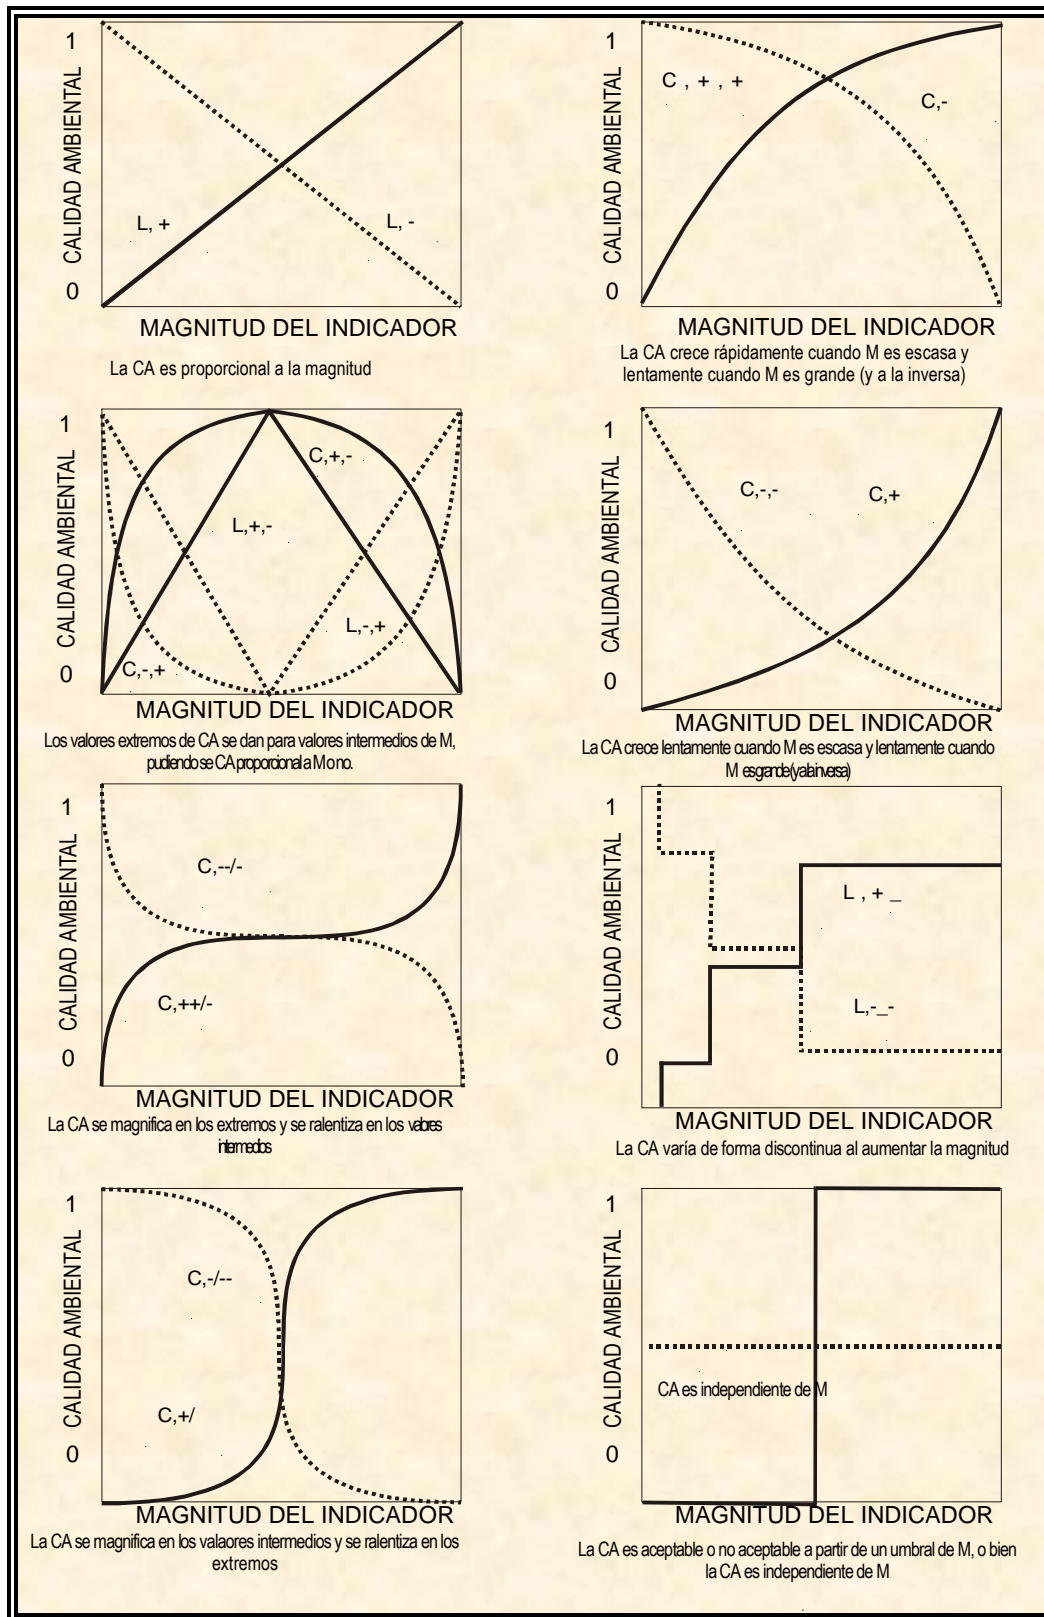 1
CALIDAD AMBIENTAL
0
L, +
L, -
MAGNITUD DEL INDICADOR
La CA es proporcional a la magnitud
1
CALIDAD AMBIENTAL
0
C , + , +
C,-
MAGNITUD DEL INDICADOR
La CA crece rápidamente cuando M es escasa y
lentamente cuando M es grande (y a la inversa)
1
CALIDAD AMBIENTAL
0
C,+,-
L,+,-
L,-,+
C,-,+
MAGNITUD DEL INDICADOR
Los valores extremos de CA se dan para valores intermedios de M,
pudiendo se CA proporcional a M o no.
1
CALIDAD AMBIENTAL
0
C,-,-
C,+
MAGNITUD DEL INDICADOR
La CA crece lentamente cuando M es escasa y lentamente cuando
M es grande (y a la inversa)
1
CALIDAD AMBIENTAL
0
C,--/-
C,++/-
MAGNITUD DEL INDICADOR
La CA se magnifica en los extremos y se ralentiza en los valores
intermedios
1
CALIDAD AMBIENTAL
0
L , + _
L,-_-
MAGNITUD DEL INDICADOR
La CA varía de forma discontinua al aumentar la magnitud
1
CALIDAD AMBIENTAL
0
C,-/--
C,+/
MAGNITUD DEL INDICADOR
La CA se magnifica en los valaores intermedios y se ralentiza en los
extremos
1
CALIDAD AMBIENTAL
0
CA es independiente de M
MAGNITUD DEL INDICADOR
La CA es aceptable o no aceptable a partir de un umbral de M, o bien
la CA es independiente de M